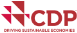 CDP
DRIVING SUSTAINABLE ECONOMIES